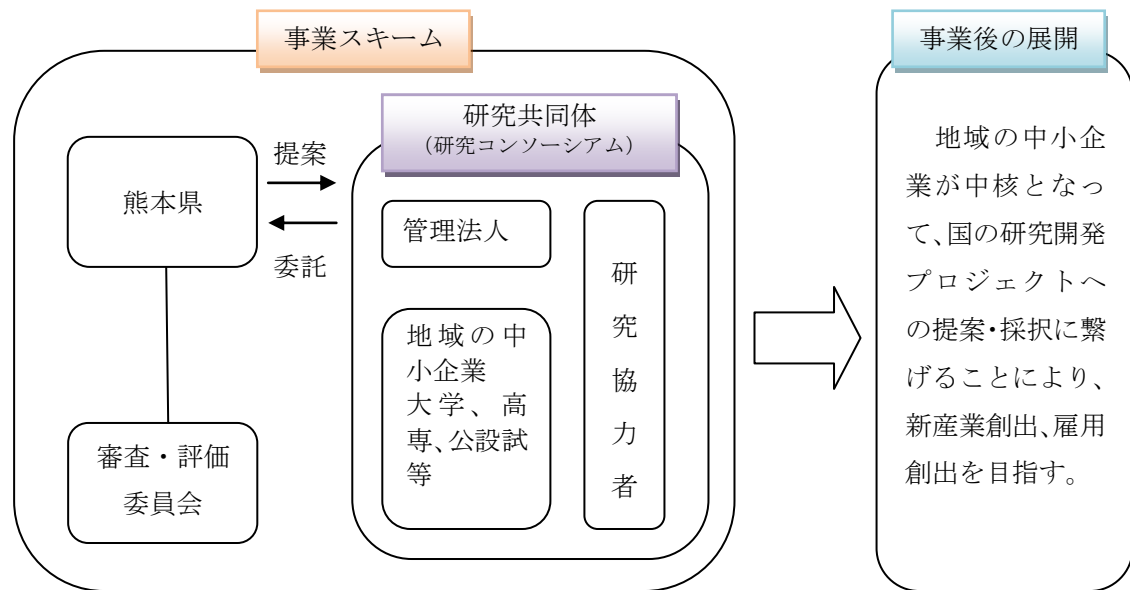 事業スキーム
熊本県
提案
委託
審査・評価
委員会
研究共同体
（研究コンソーシアム）
管理法人
地域の中
小企業
大学、高
専、公設試
等
研
究
協
力
者
事業後の展開
地域の中小企
業が中核となっ
て、国の研究開発
プロジェクトへ
の提案・採択に繋
げることにより、
新産業創出、雇用
創出を目指す。